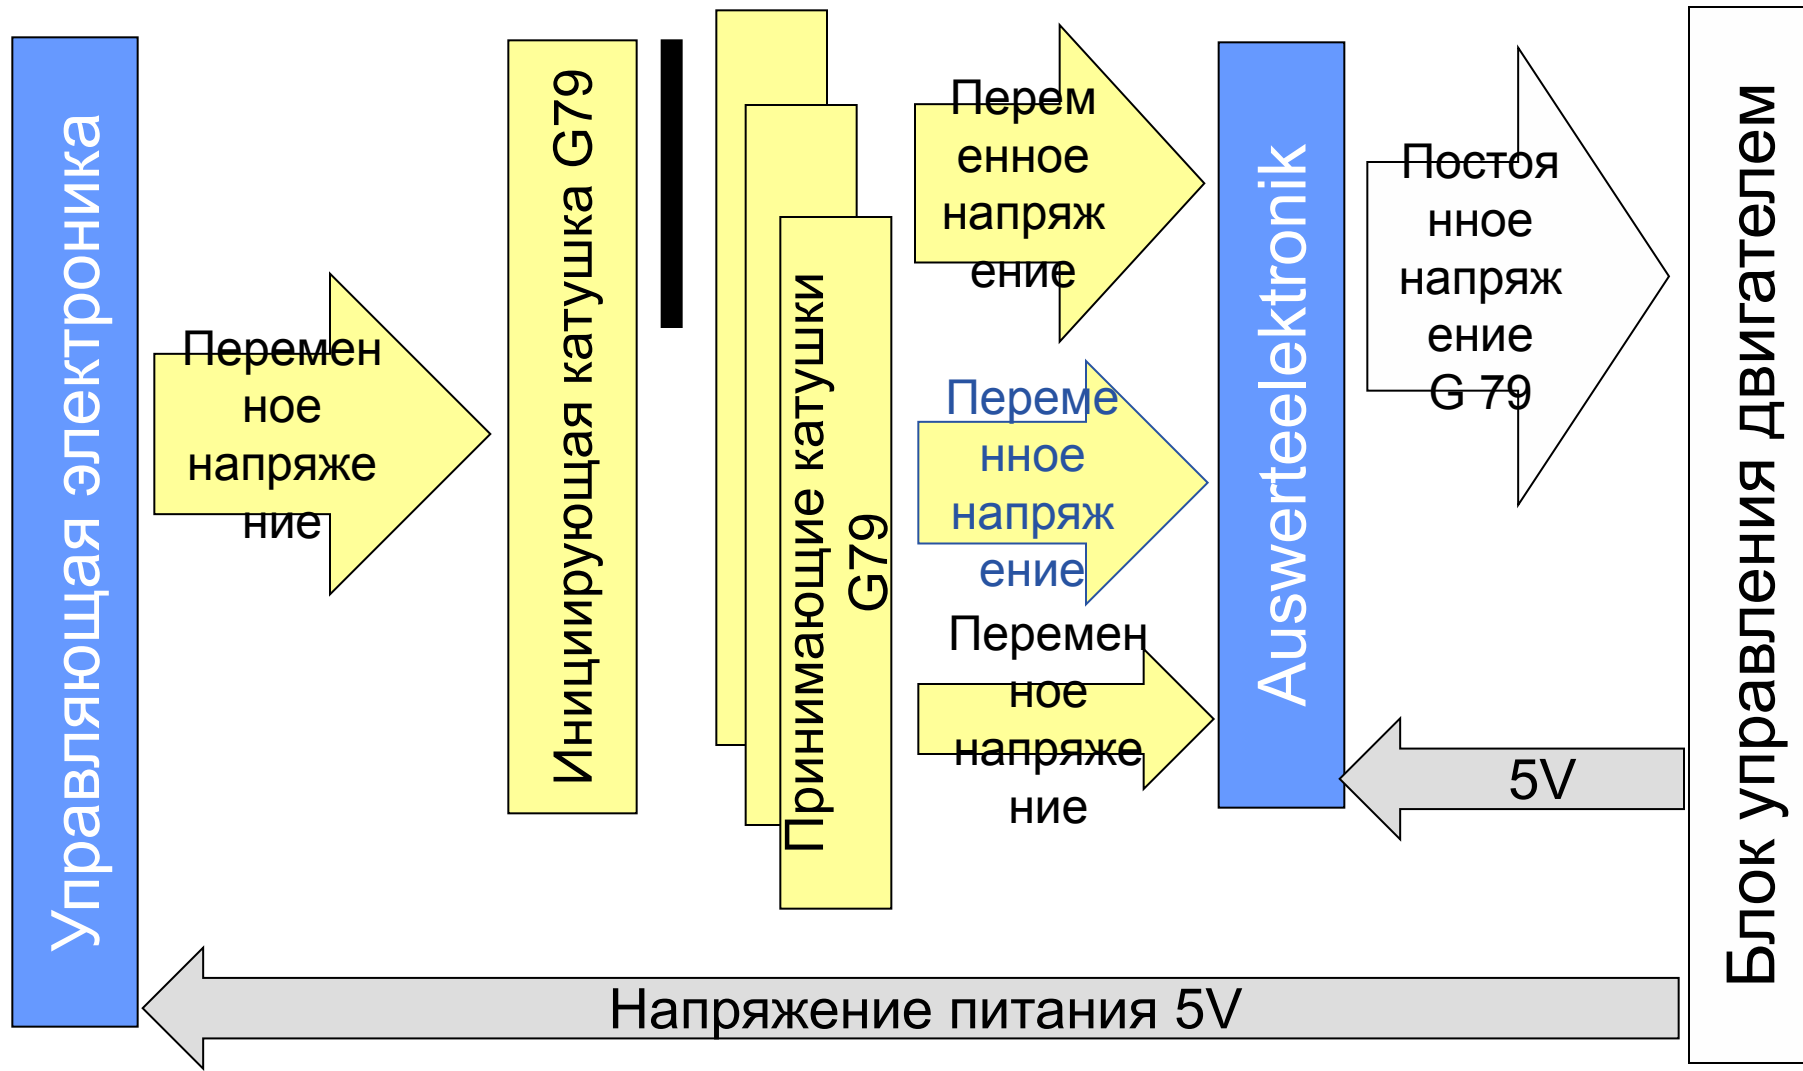 Управляющая электроника
Перемен
ное
напряже
ние
Инициирующая катушка G79
Принимающие катушки
G79
Перем
енное
напряж
ение
Переме
нное
напряж
ение
Перемен
ное
напряже
ние
Auswerteelektronik
Постоя
нное
напряж
ение
G 79
5V
Блок управления двигателем
Напряжение питания 5V